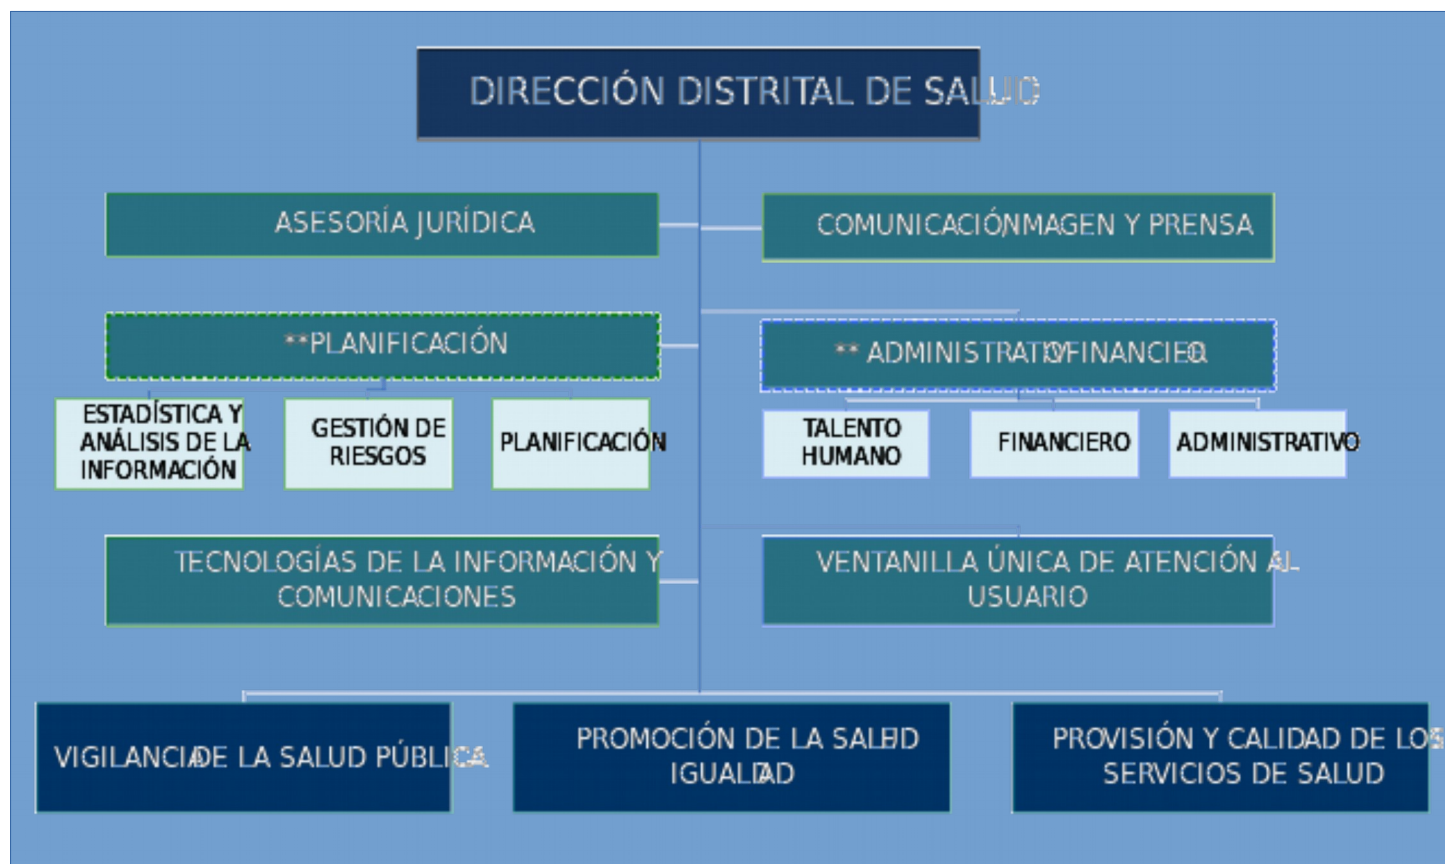 DIRECCIÓN DISTRITAL DE SALUD
ASESORÍA JURÍDICA
COMUNICACIÓN, IMAGEN Y PRENSA
**PLANIFICACIÓN
** ADMINISTRATIVO FINANCIERO
ESTADÍSTICA Y
ANÁLISIS DE LA
INFORMACIÓN
GESTIÓN DE
RIESGOS
PLANIFICACIÓN
TALENTO
HUMANO
FINANCIERO
ADMINISTRATIVO
TECNOLOGÍAS DE LA INFORMACIÓN Y
COMUNICACIONES
VENTANILLA ÚNICA DE ATENCIÓN AL
USUARIO
VIGILANCIA DE LA SALUD PÚBLICA
PROMOCIÓN DE LA SALUD
IGUALDAD
PROVISIÓN Y CALIDAD DE LOS
SERVICIOS DE SALUD